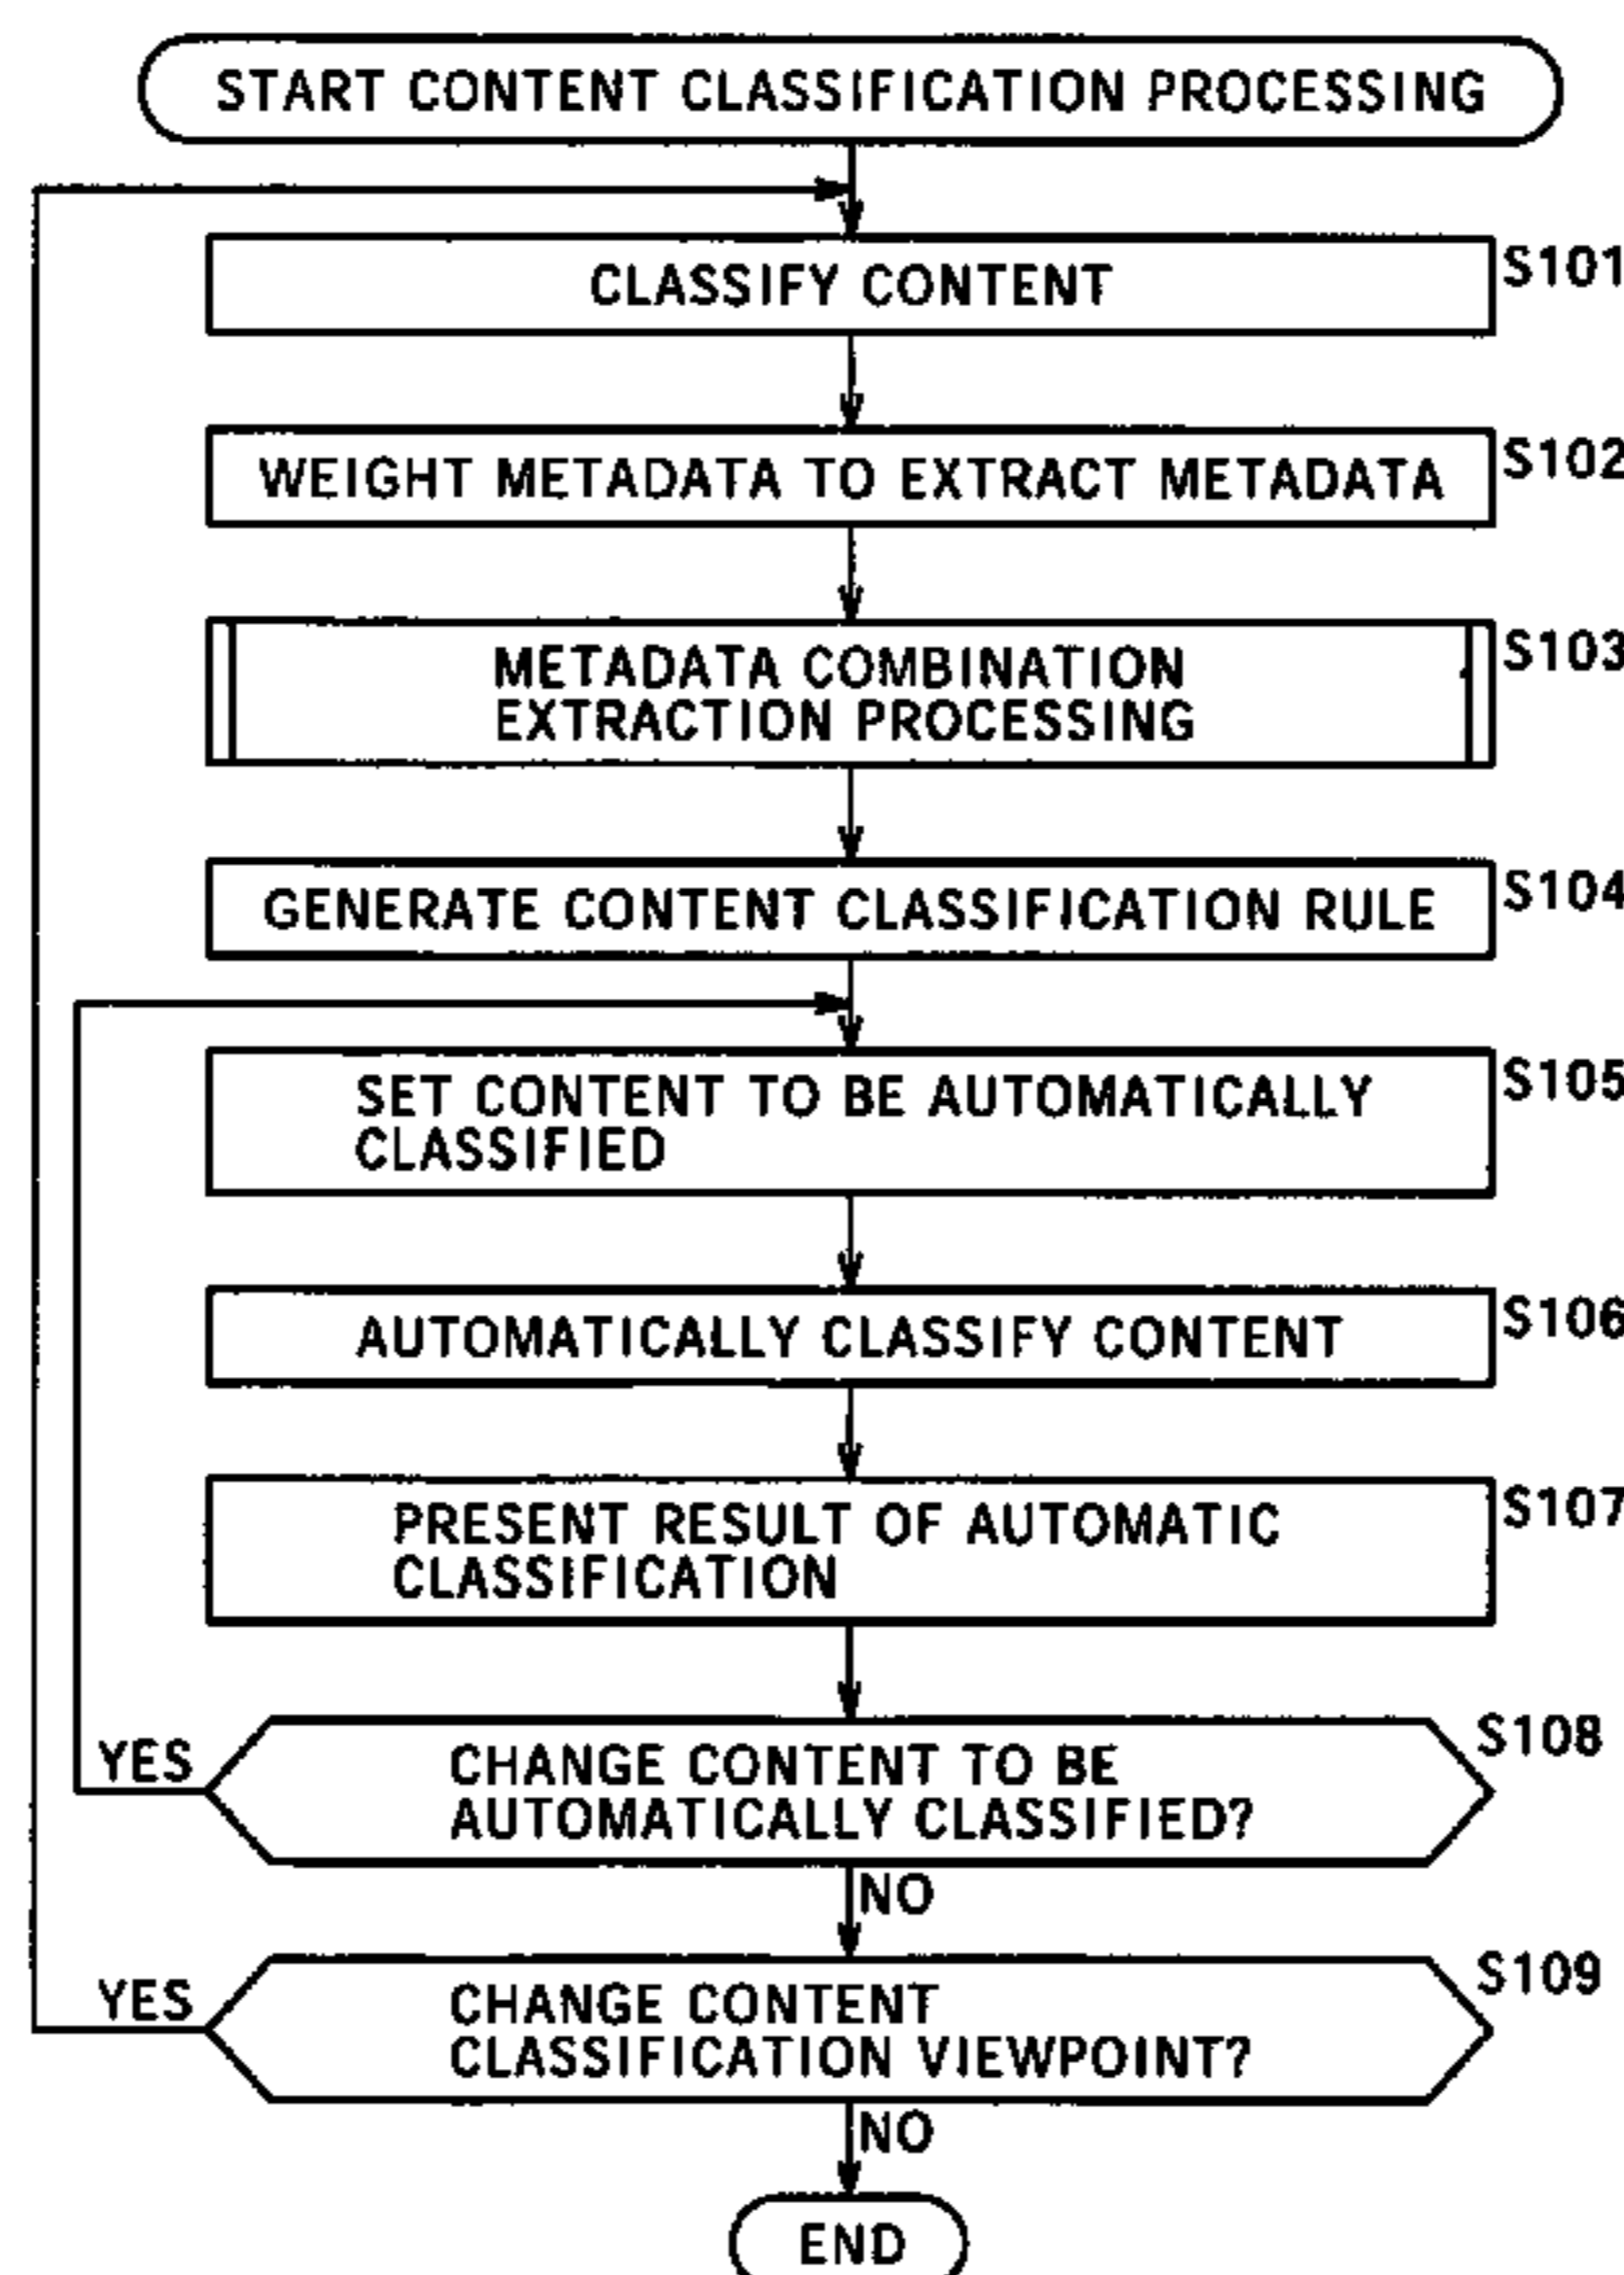 START CONTENT CLASSIFICATION PROCESSING
CLASSIFY CONTENT
S101
WEIGHT METADATA TO EXTRACT METADATA
S102
METADATA COMBINATION
EXTRACTION PROCESSING
S103
GENERATE CONTENT CLASSIFICATION RULE
S104
SET CONTENT TO BE AUTOMATICALLY
CLASSIFIED
S105
AUTOMATICALLY CLASSIFY CONTENT
S106
PRESENT RESULT OF AUTOMATIC
CLASSIFICATION
S107
YES
CHANGE CONTENT TO BE
AUTOMATICALLY CLASSIFIED?
S108
NO
YES
CHANGE CONTENT
CLASSIFICATION VIEWPOINT?
S109
NO
END